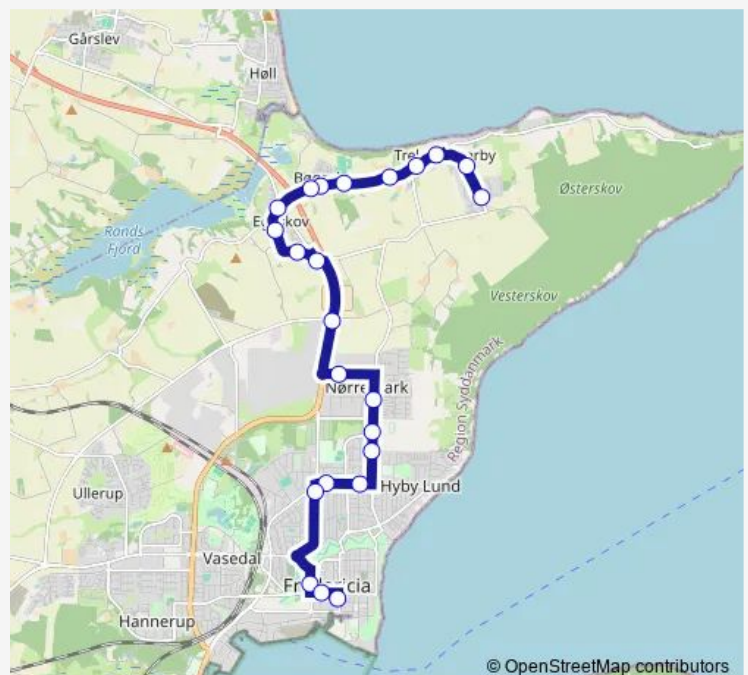 Gårslev
Høll
Østerskov
Rands
Fjord
Vesterskov
Region Syddanmark
Hyby Lund
Ullerup
Vasedal
Hannerup
© OpenStreetMap contributors